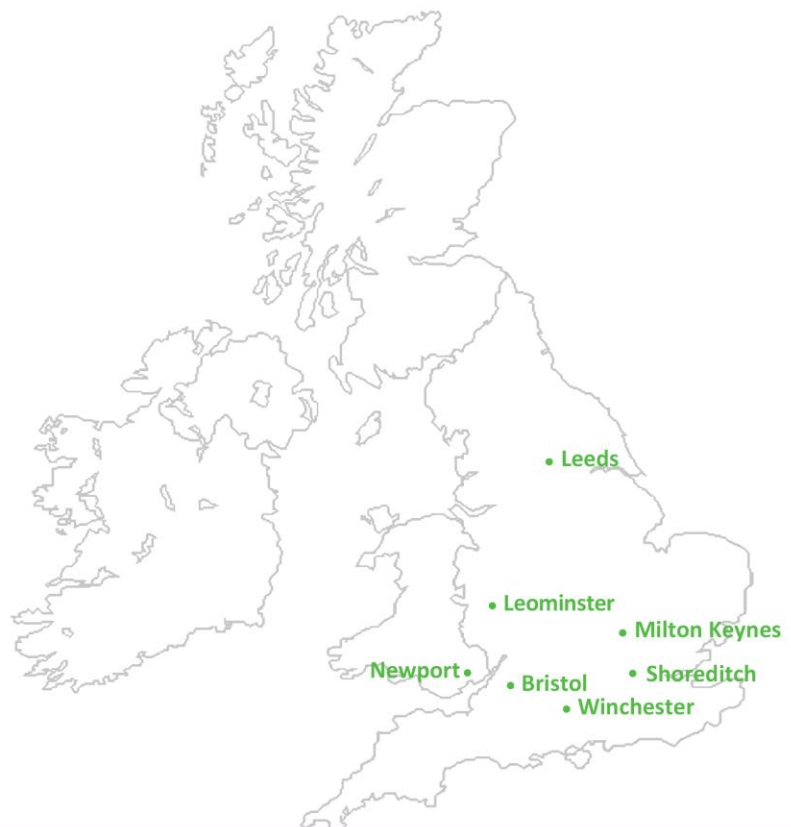 Leeds
Leominster
Milton Keynes
Newport
Shoreditch
Bristol
Winchester